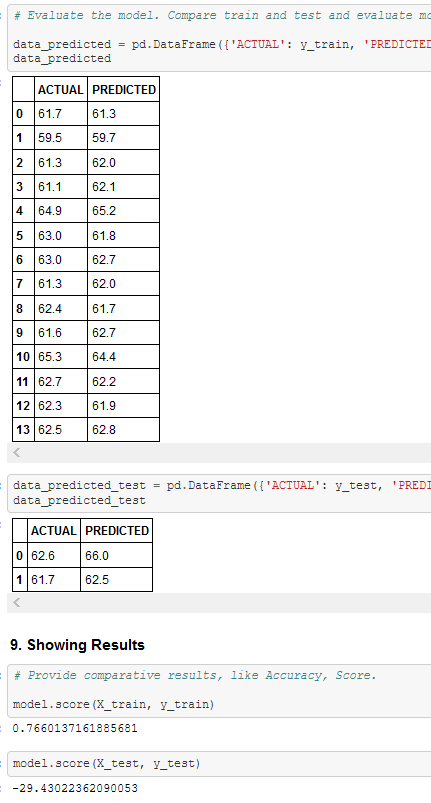 # Evaluate the model. Compare train and test and evaluate mo
data_predicted = pd.DataFrame({'ACTUAL': y_train, 'PREDICTED
data_predicted
ACTUAL PREDICTED
0 61.7 61.3
1 59.5 59.7
2 61.3 62.0
3 61.1 62.1
4 64.9 65.2
5 63.0 61.8
6 63.0 62.7
7 61.3 62.0
8 62.4 61.7
9 61.6 62.7
10 65.3 64.4
11 62.7 62.2
12 62.3 61.9
13 62.5 62.8
data_predicted_test = pd.DataFrame({'ACTUAL': y_test, 'PREDI
data_predicted_test
ACTUAL PREDICTED
0 62.6 66.0
1 61.7 62.5
9. Showing Results
# Provide comparative results, like Accuracy, Score.
model.score(X_train, y_train)
0.7660137161885681
model.score(X_test, y_test)
-29.43022362090053